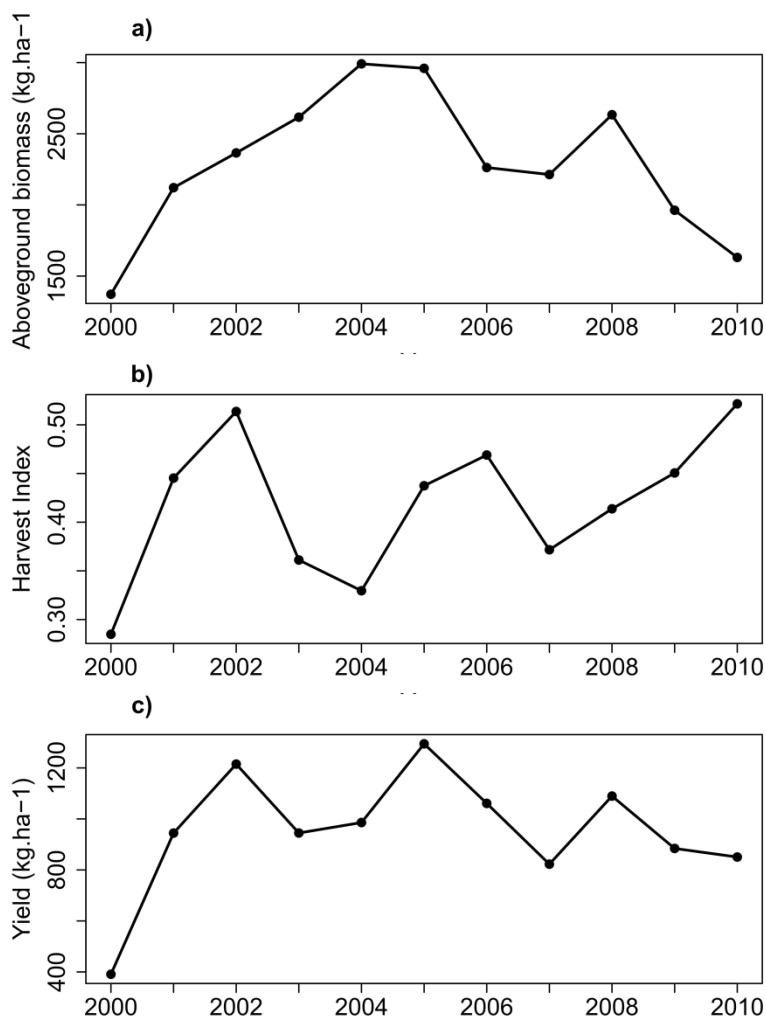 a)
Aboveground biomass (kg.ha−1
2500
1500
2000 2002 2004 2006 2008 2010
b)
Harvest Index
0.50
0.40
0.30
2000 2002 2004 2006 2008 2010
c)
Yield (kg.ha−1)
1200
800
400
2000 2002 2004 2006 2008 2010